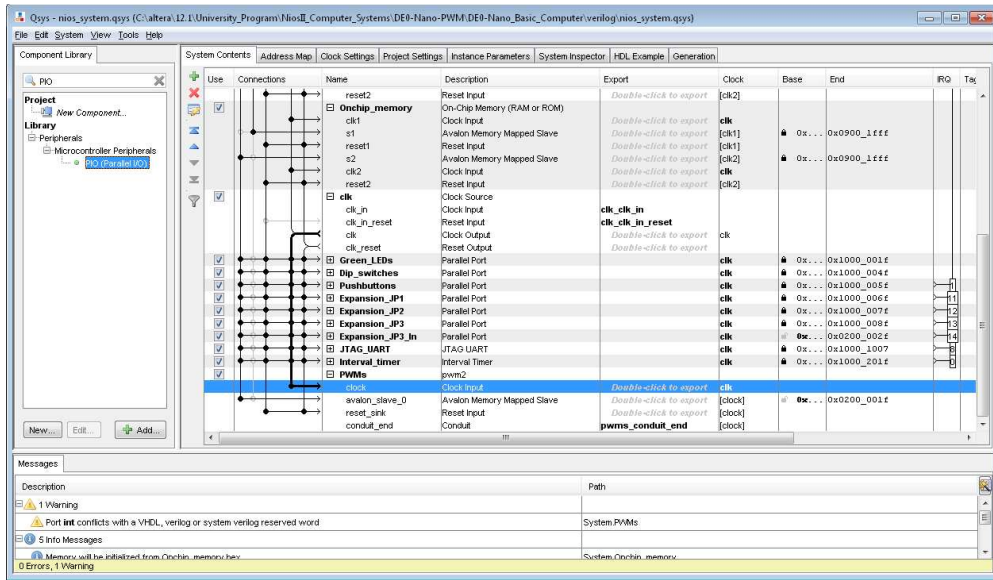 Qsys - nios_system.qsys (C:\altera\12.1\University_Program\NiosII_Computer_Systems\DE0-Nano-PWM\DE0-Nano_Basic_Computer\verilog\nios_system.qsys)
File Edit System View Tools Help
Component Library
PIO
Project
New Component...
Library
Peripherals
Microcontroller Peripherals
PIO (Parallel I/O)
New... Edit... Add...
System Contents Address Map Clock Settings Project Settings Instance Parameters System Inspector HDL Example Generation
Use Connections Name Description Export Clock Base End IRQ
reset2 Reset Input Double-click to export [clk2]
Onchip_memory On-Chip Memory (RAM or ROM)
clk1 Clock Input Double-click to export clk
s1 Avalon Memory Mapped Slave Double-click to export [clk1] 0x... 0x0900_1fff
reset1 Reset Input Double-click to export [clk1]
s2 Avalon Memory Mapped Slave Double-click to export [clk2] 0x... 0x0900_1fff
clk2 Clock Input Double-click to export clk
reset2 Reset Input Double-click to export [clk2]
clk Clock Source
clk_in Clock Input clk_clk_in
clk_in_reset Reset Input clk_clk_in_reset
clk Clock Output Double-click to export clk
clk_reset Reset Output Double-click to export
Green_LEDs Parallel Port clk 0x... 0x1000_001f
Dip_switches Parallel Port clk 0x... 0x1000_004f
Pushbuttons Parallel Port clk 0x... 0x1000_005f 1
Expansion_JP1 Parallel Port clk 0x... 0x1000_006f 11
Expansion_JP2 Parallel Port clk 0x... 0x1000_007f 12
Expansion_JP3 Parallel Port clk 0x... 0x1000_008f 13
Expansion_JP3_In Parallel Port clk 0x... 0x0200_002f 14
JTAG_UART JTAG UART clk 0x... 0x1000_1007 8
Interval_timer Interval Timer clk 0x... 0x1000_201f 0
PWMs pwm2
clock Clock Input Double-click to export clk
avalon_slave_0 Avalon Memory Mapped Slave Double-click to export [clock] 0x... 0x0200_001f
reset_sink Reset Input Double-click to export [clock]
conduit_end Conduit pwms_conduit_end [clock]
Messages
Description Path
1 Warning
Port int conflicts with a VHDL, verilog or system verilog reserved word System.PWMs
5 Info Messages
Memory will be initialized from Onchip_memory.hex System.Onchip_memory
0 Errors, 1 Warning